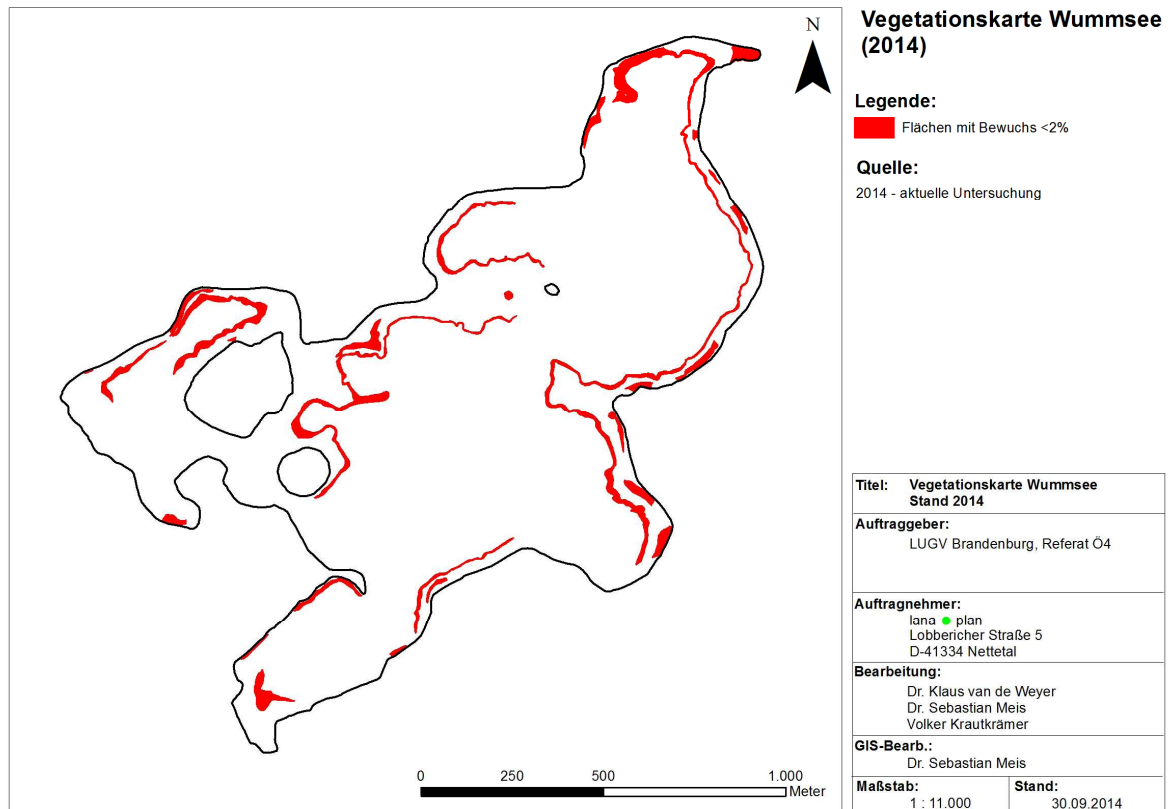 N
0 250 500 1.000
Meter
Vegetationskarte Wummsee
(2014)
Legende:
Flächen mit Bewuchs <2%
Quelle:
2014 - aktuelle Untersuchung
Titel: Vegetationskarte Wummsee
Stand 2014
Auftraggeber:
LUGV Brandenburg, Referat Ö4
Auftragnehmer:
lana plan
Lobbericher Straße 5
D-41334 Nettetal
Bearbeitung:
Dr. Klaus van de Weyer
Dr. Sebastian Meis
Volker Krautkrämer
GIS-Bearb.:
Dr. Sebastian Meis
Maßstab: Stand:
1 : 11.000 30.09.2014